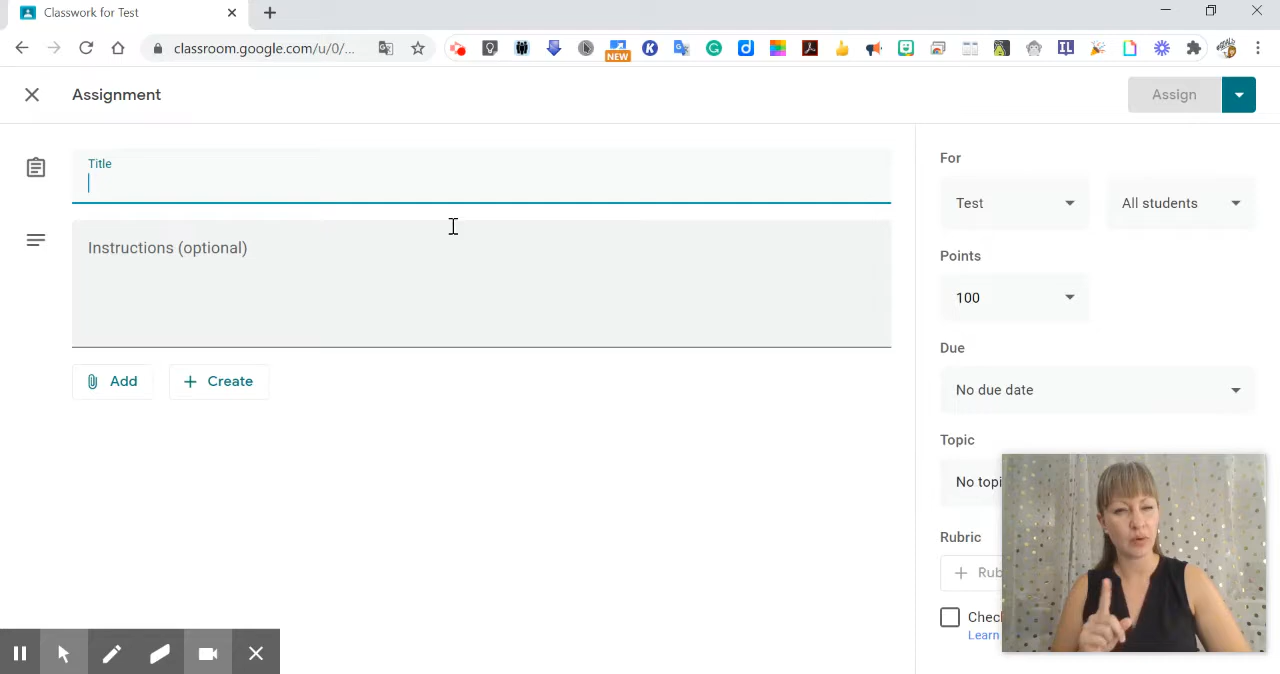 Classwork for Test
classroom.google.com/u/0/...
NEW
Assignment
Assign
Title
Instructions (optional)
Add
Create
For
Test
All students
Points
100
Due
No due date
Topic
No topi
Rubric
Rub
Chec
Learn